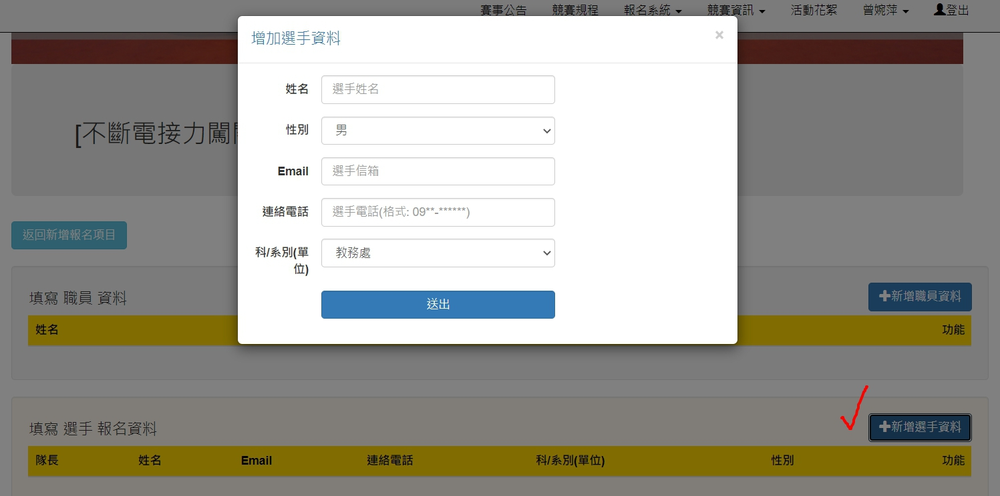 賽事公告 競賽規程 報名系統 競賽資訊 活動花絮 曾婉萍 登出
增加選手資料 ×
姓名 選手姓名
[不斷電接力闖
性別 男
Email 選手信箱
連絡電話 選手電話(格式: 09**-******)
返回新增報名項目
科/系別(單位) 教務處
填寫 職員 資料 新增職員資料
送出
姓名 功能
填寫 選手 報名資料 新增選手資料
隊長 姓名 Email 連絡電話 科/系別(單位) 性別 功能